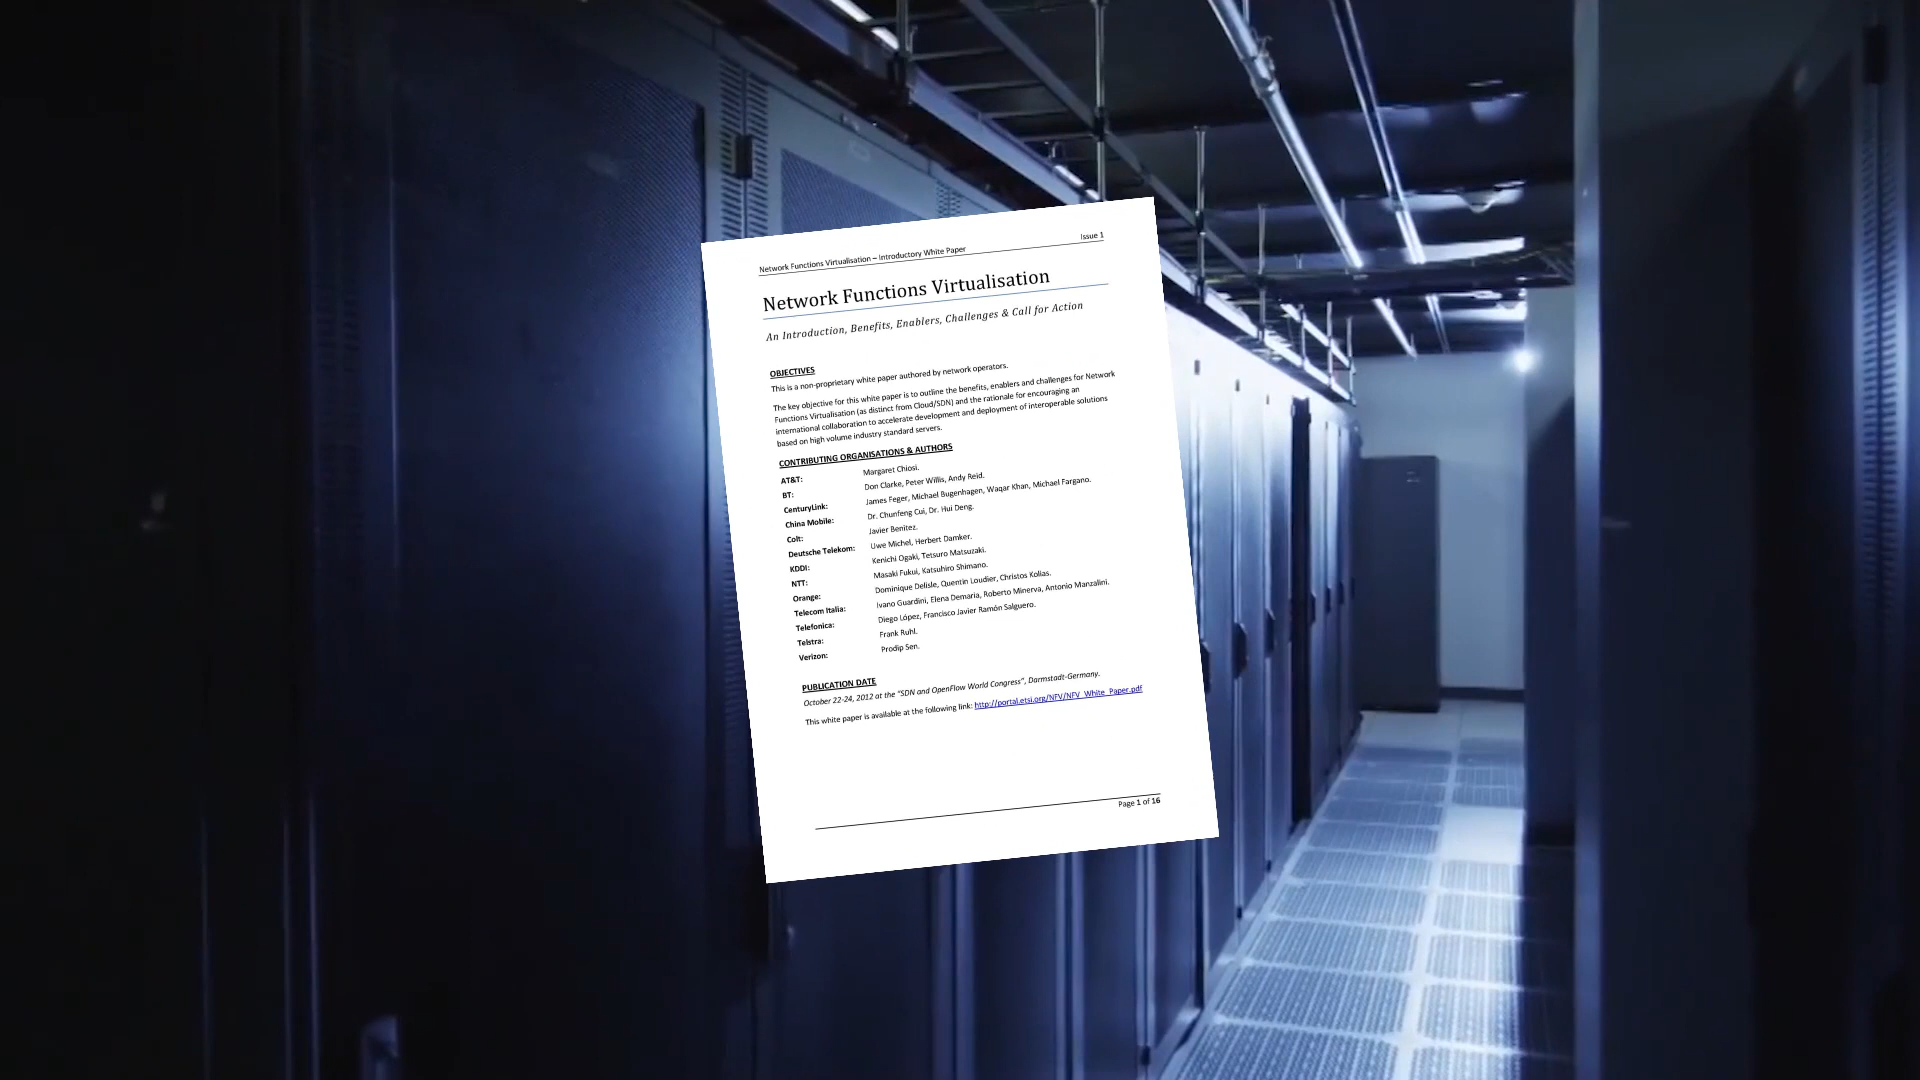 Network Functions Virtualisation – Introductory White Paper Issue 1
Network Functions Virtualisation
An Introduction, Benefits, Enablers, Challenges & Call for Action
OBJECTIVES
This is a non-proprietary white paper authored by network operators.
The key objective for this white paper is to outline the benefits, enablers and challenges for Network
Functions Virtualisation (as distinct from Cloud/SDN) and the rationale for encouraging an
international collaboration to accelerate development and deployment of interoperable solutions
based on high volume industry standard servers.
CONTRIBUTING ORGANISATIONS & AUTHORS
AT&T: Margaret Chiosi.
BT: Don Clarke, Peter Willis, Andy Reid.
CenturyLink: James Feger, Michael Bugenhagen, Waqar Khan, Michael Fargano.
China Mobile: Dr. Chunfeng Cui, Dr. Hui Deng.
Colt: Javier Benitez.
Deutsche Telekom: Uwe Michel, Herbert Damker.
KDDI: Kenichi Ogaki, Tetsuro Matsuzaki.
NTT: Masaki Fukui, Katsuhiro Shimano.
Orange: Dominique Delisle, Quentin Loudier, Christos Kolias.
Telecom Italia: Ivano Guardini, Elena Demaria, Roberto Minerva, Antonio Manzalini.
Telefonica: Diego López, Francisco Javier Ramón Salguero.
Telstra: Frank Ruhl.
Verizon: Prodip Sen.
PUBLICATION DATE
October 22-24, 2012 at the “SDN and OpenFlow World Congress”, Darmstadt-Germany.
This white paper is available at the following link: http://portal.etsi.org/NFV/NFV_White_Paper.pdf
Page 1 of 16